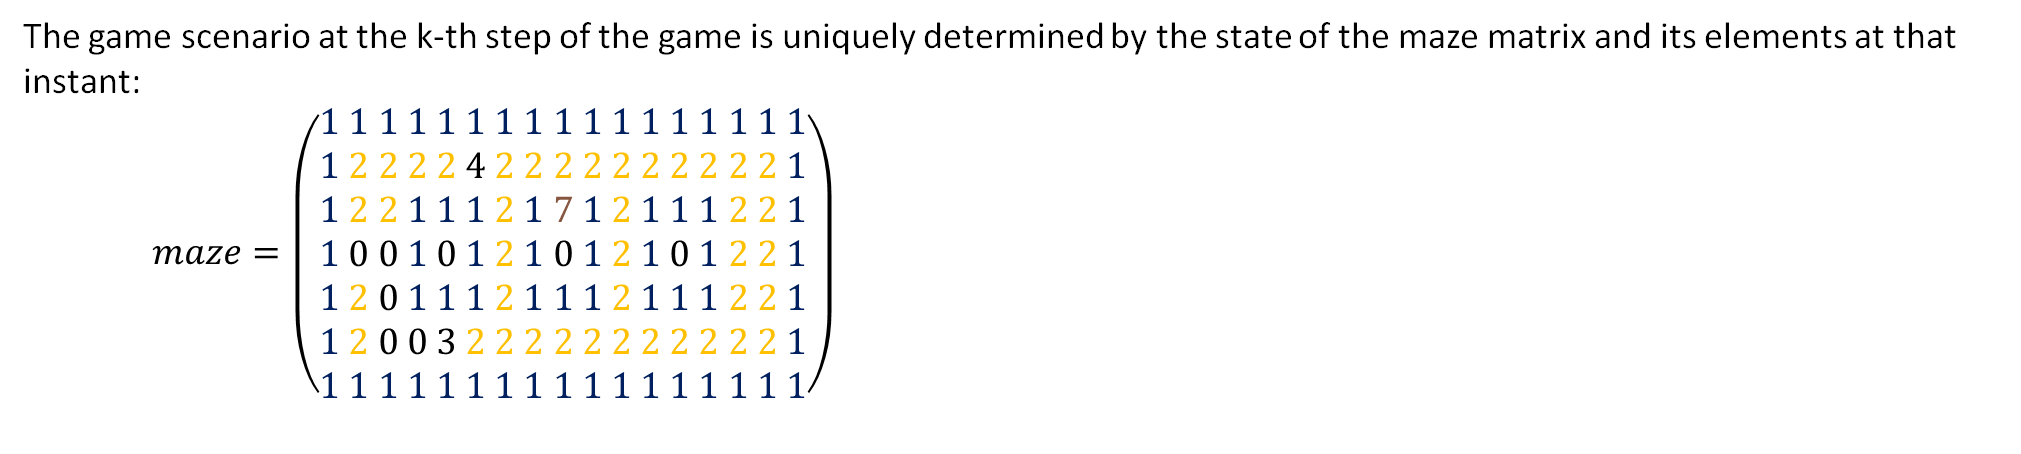 The game scenario at the k-th step of the game is uniquely determined by the state of the maze matrix and its elements at that
instant:
1 1 1 1 1 1 1 1 1 1 1 1 1 1 1 1 1
1 2 2 2 2 4 2 2 2 2 2 2 2 2 2 2 1
1 2 2 1 1 1 2 1 7 1 2 1 1 1 2 2 1
maze = 1 0 0 1 0 1 2 1 0 1 2 1 0 1 2 2 1
1 2 0 1 1 1 2 1 1 1 2 1 1 1 2 2 1
1 2 0 0 3 2 2 2 2 2 2 2 2 2 2 2 1
1 1 1 1 1 1 1 1 1 1 1 1 1 1 1 1 1